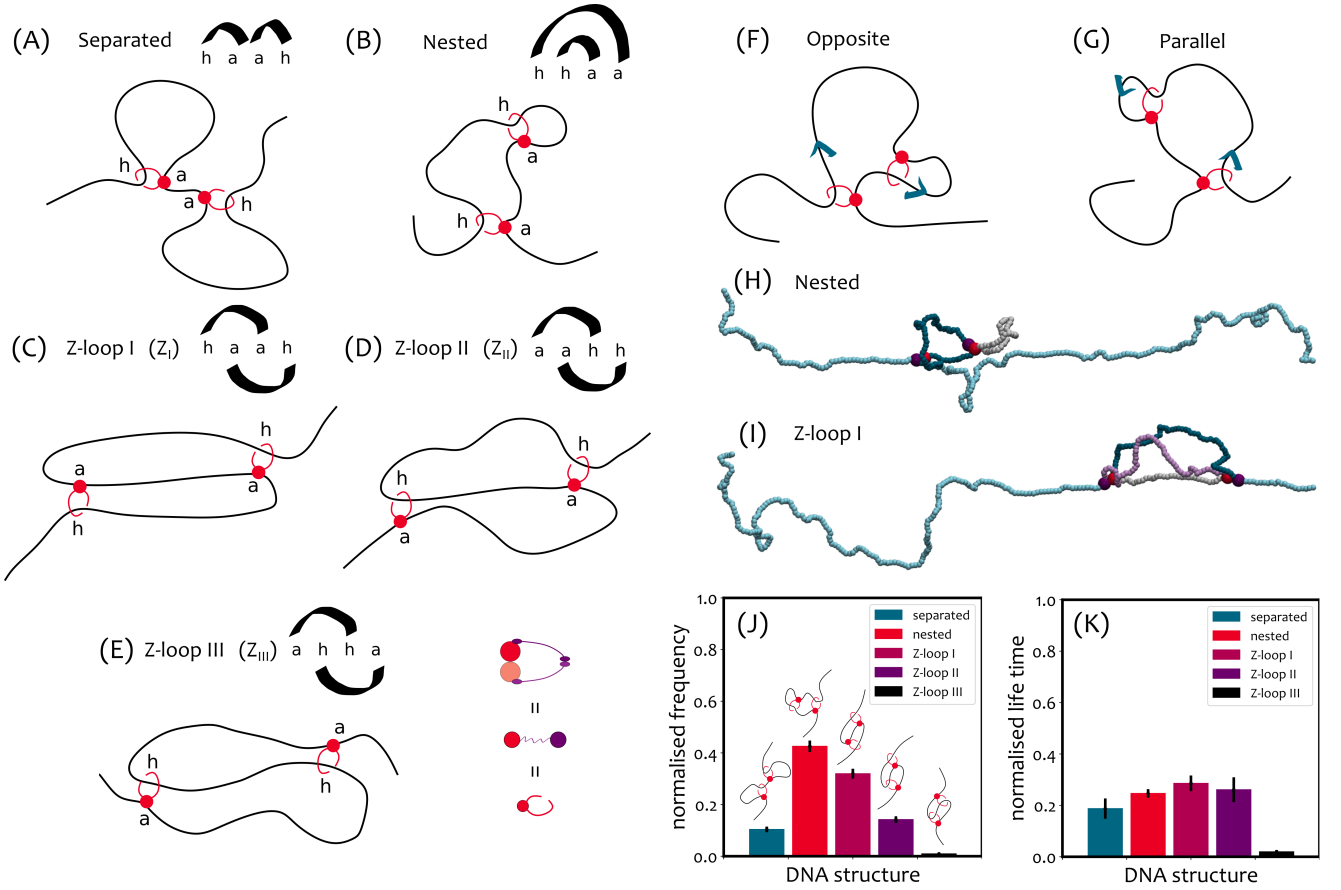 (A) Separated
h a a h
h
a
a
h
(B) Nested
h h a a
h
a
h
a
(C) Z-loop I (ZI)
h a a h
h
a
a
h
(D) Z-loop II (ZII)
a a h h
h
h
a
a
(E) Z-loop III (ZIII)
a h h a
a
h
h
a
=
=
(F) Opposite
(G) Parallel
(H) Nested
(I) Z-loop I
(J)
normalised frequency
1.0
0.8
0.6
0.4
0.2
0.0
separated
nested
Z-loop I
Z-loop II
Z-loop III
DNA structure
(K)
normalised life time
1.0
0.8
0.6
0.4
0.2
0.0
separated
nested
Z-loop I
Z-loop II
Z-loop III
DNA structure